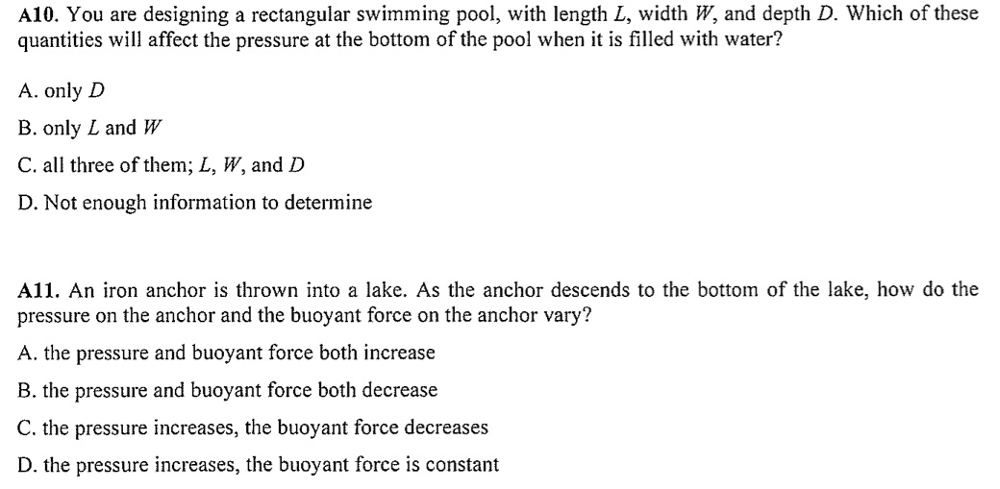 A10. You are designing a rectangular swimming pool, with length L, width W, and depth D. Which of these
quantities will affect the pressure at the bottom of the pool when it is filled with water?
A. only D
B. only L and W
C. all three of them; L, W, and D
D. Not enough information to determine
A11. An iron anchor is thrown into a lake. As the anchor descends to the bottom of the lake, how do the
pressure on the anchor and the buoyant force on the anchor vary?
A. the pressure and buoyant force both increase
B. the pressure and buoyant force both decrease
C. the pressure increases, the buoyant force decreases
D. the pressure increases, the buoyant force is constant